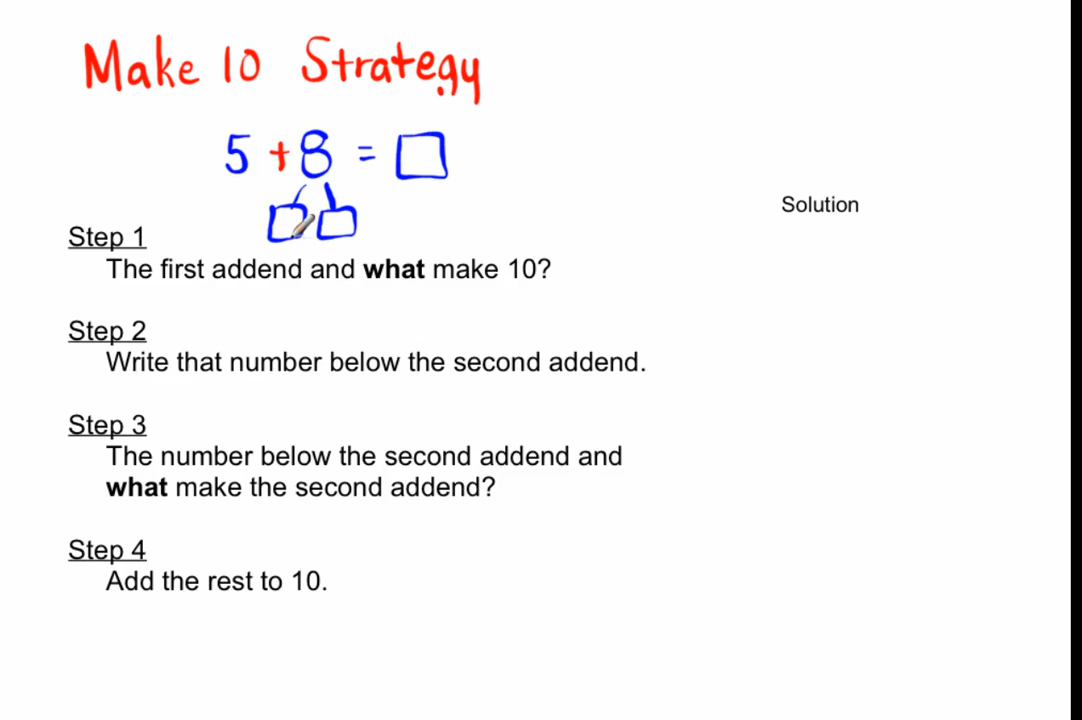 Make 10 Strategy
5 + 8 = □
Solution
Step 1
The first addend and what make 10?
Step 2
Write that number below the second addend.
Step 3
The number below the second addend and
what make the second addend?
Step 4
Add the rest to 10.